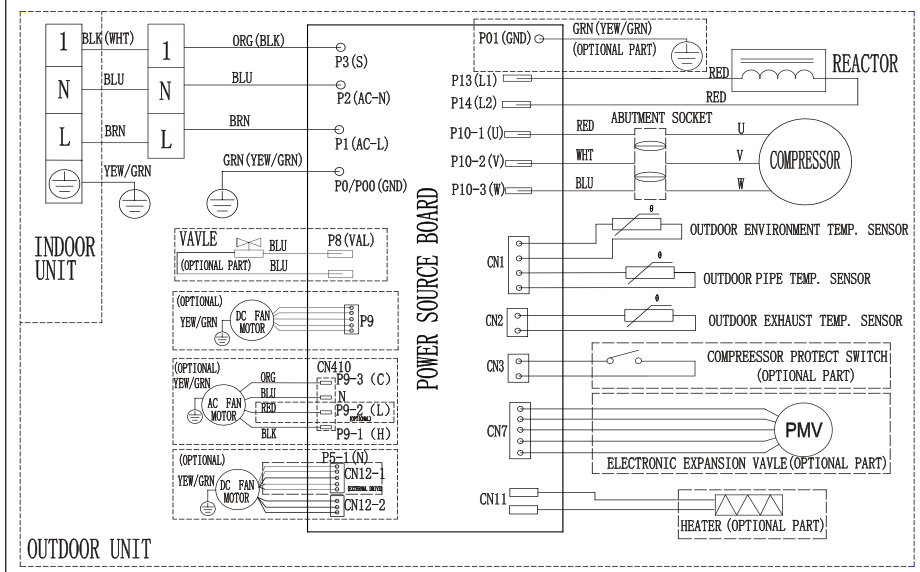 1
N
L
BLK(WHT)
BLU
BRN
YEW/GRN
1
N
L
ORG(BLK)
BLU
BRN
GRN(YEW/GRN)
P3(S)
P2(AC-N)
P1(AC-L)
P0/P00(GND)
INDOOR
UNIT
VAVLE
BLU
P8(VAL)
(OPTIONAL PART)
BLU
(OPTIONAL)
YEW/GRN
DC FAN
MOTOR
P9
(OPTIONAL)
YEW/GRN
AC FAN
MOTOR
ORG
BLU
RED
BLK
CN410
P9-3 (C)
N
P9-2 (L)
(OPTIONAL)
P9-1 (H)
(OPTIONAL)
YEW/GRN
DC FAN
MOTOR
P5-1(N)
CN12-1
(EXTERNAL DRIVE)
CN12-2
OUTDOOR UNIT
POWER SOURCE BOARD
P01(GND)
GRN(YEW/GRN)
(OPTIONAL PART)
P13(L1)
RED
REACTOR
P14(L2)
RED
ABUTMENT SOCKET
P10-1(U)
RED
U
P10-2(V)
WHT
V
P10-3(W)
BLU
W
COMPRESSOR
CN1
θ
OUTDOOR ENVIRONMENT TEMP. SENSOR
θ
OUTDOOR PIPE TEMP. SENSOR
CN2
θ
OUTDOOR EXHAUST TEMP. SENSOR
CN3
COMPREESSOR PROTECT SWITCH
(OPTIONAL PART)
CN7
PMV
ELECTRONIC EXPANSION VAVLE(OPTIONAL PART)
CN11
HEATER(OPTIONAL PART)